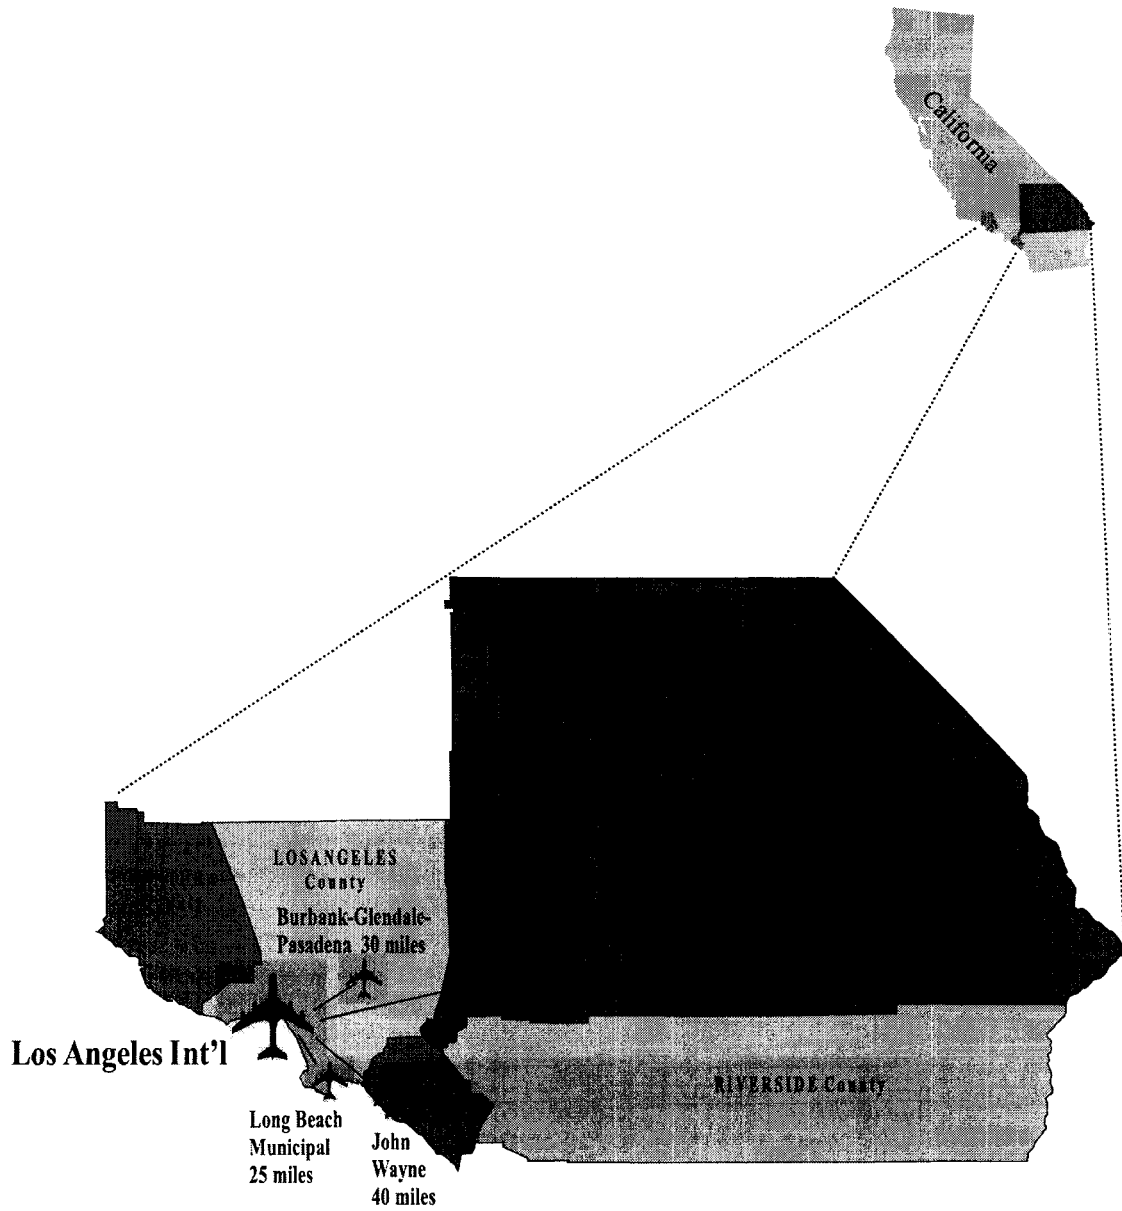 California
LOSANGELES
County
Burbank-Glendale-
Pasadena 30 miles
Los Angeles Int'l
RIVERSIDE County
Long Beach
Municipal
25 miles
John
Wayne
40 miles